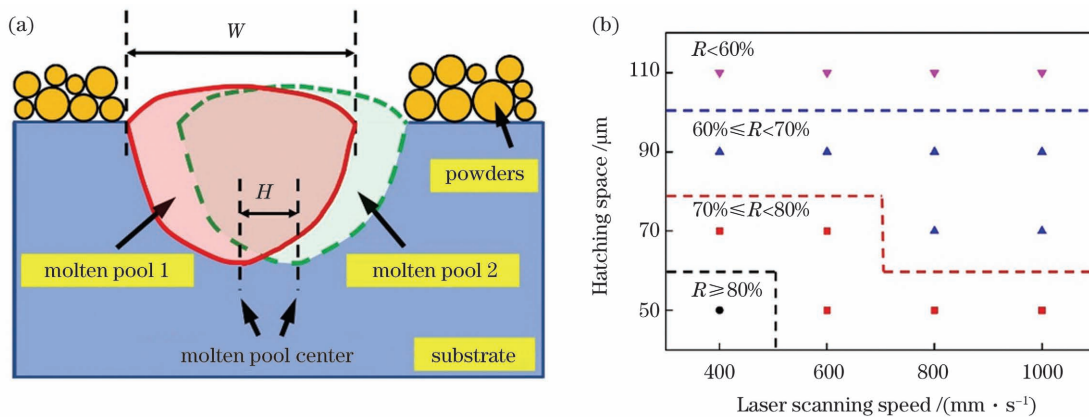 (a)
W
H
powders
molten pool 1
molten pool 2
molten pool center
substrate
(b)
R<60%
60%≤R<70%
70%≤R<80%
R≥80%
110
90
70
50
Hatching space /μm
400 600 800 1000
Laser scanning speed /(mm · s⁻¹)